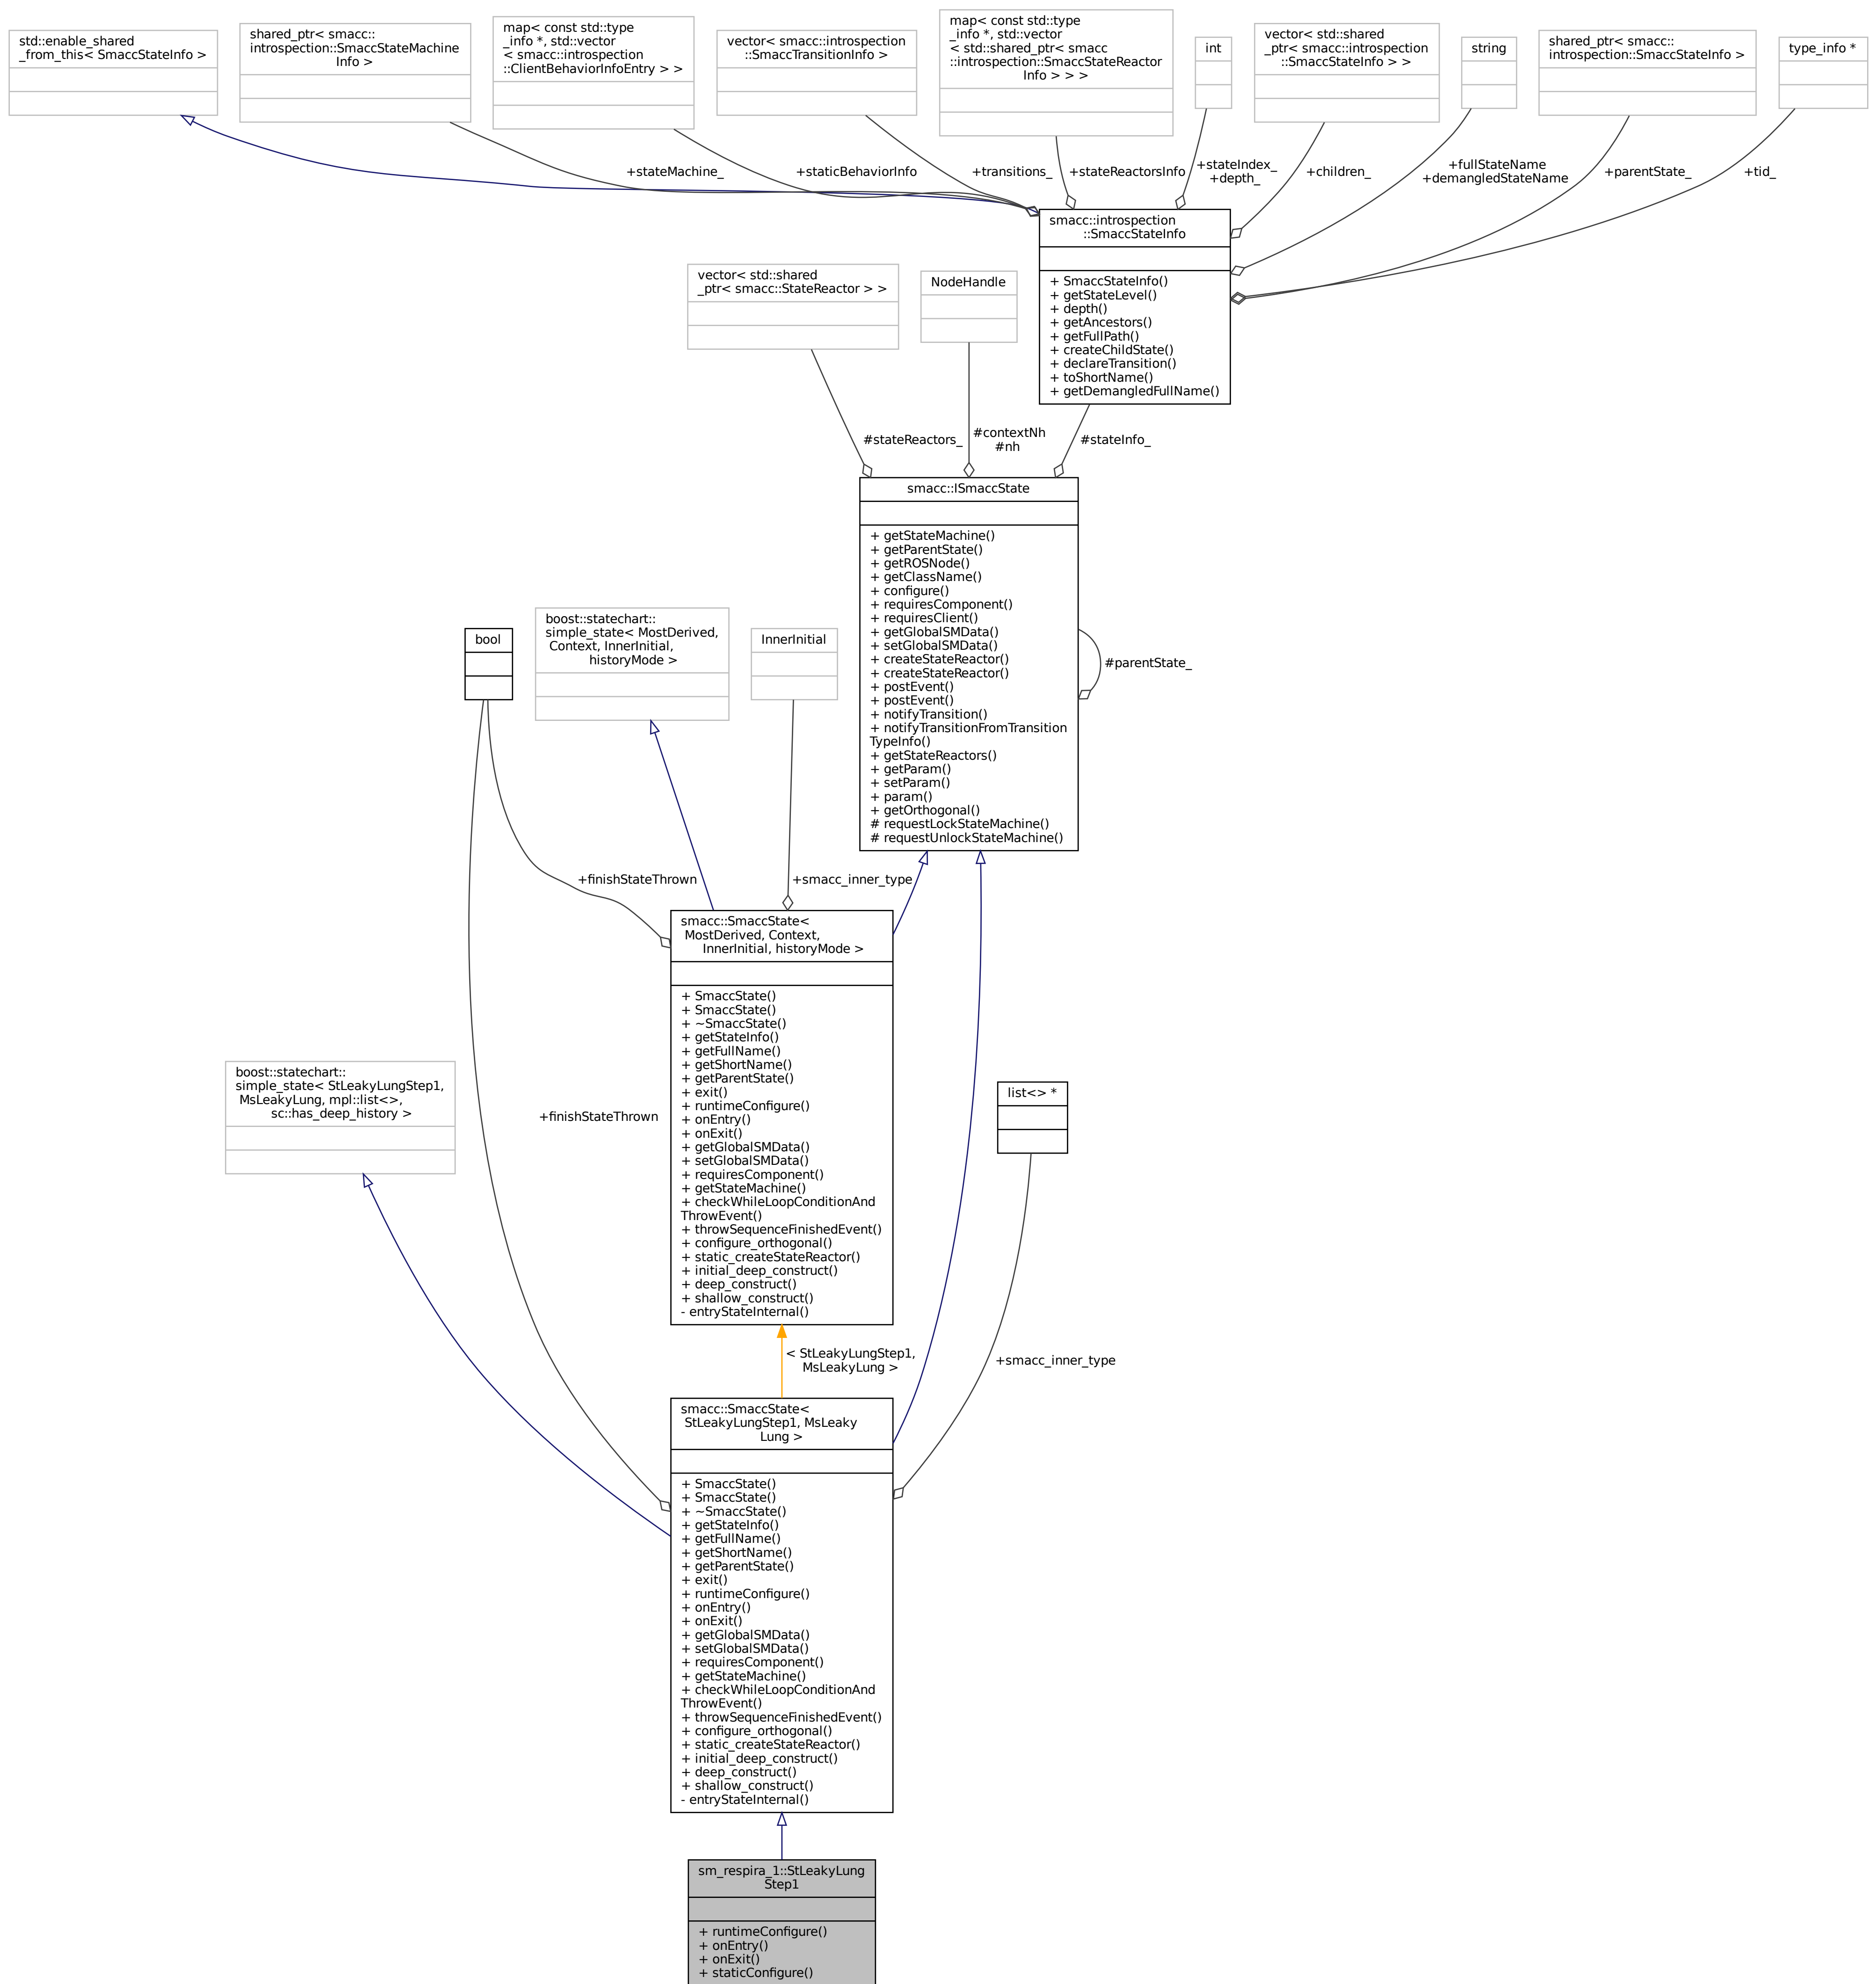 std::enable_shared
_from_this< SmaccStateInfo >
shared_ptr< smacc::
introspection::SmaccStateMachine
Info >
map< const std::type
_info *, std::vector
< smacc::introspection
::ClientBehaviorInfoEntry > >
vector< smacc::introspection
::SmaccTransitionInfo >
map< const std::type
_info *, std::vector
< std::shared_ptr< smacc
::introspection::SmaccStateReactor
Info > > >
int
vector< std::shared
_ptr< smacc::introspection
::SmaccStateInfo > >
string
shared_ptr< smacc::
introspection::SmaccStateInfo >
type_info *
+stateMachine_
+staticBehaviorInfo
+transitions_
+stateReactorsInfo
+stateIndex_
+depth_
+children_
+fullStateName
+demangledStateName
+parentState_
+tid_
smacc::introspection
::SmaccStateInfo
+ SmaccStateInfo()
+ getStateLevel()
+ depth()
+ getAncestors()
+ getFullPath()
+ createChildState()
+ declareTransition()
+ toShortName()
+ getDemangledFullName()
vector< std::shared
_ptr< smacc::StateReactor > >
NodeHandle
#stateReactors_
#contextNh
#nh
#stateInfo_
smacc::ISmaccState
+ getStateMachine()
+ getParentState()
+ getROSNode()
+ getClassName()
+ configure()
+ requiresComponent()
+ requiresClient()
+ getGlobalSMData()
+ setGlobalSMData()
+ createStateReactor()
+ createStateReactor()
+ postEvent()
+ postEvent()
+ notifyTransition()
+ notifyTransitionFromTransition
TypeInfo()
+ getStateReactors()
+ getParam()
+ setParam()
+ param()
+ getOrthogonal()
# requestLockStateMachine()
# requestUnlockStateMachine()
#parentState_
bool
boost::statechart::
simple_state< MostDerived,
Context, InnerInitial,
historyMode >
InnerInitial
+finishStateThrown
+smacc_inner_type
smacc::SmaccState<
MostDerived, Context,
InnerInitial, historyMode >
+ SmaccState()
+ SmaccState()
+ ~SmaccState()
+ getStateInfo()
+ getFullName()
+ getShortName()
+ getParentState()
+ exit()
+ runtimeConfigure()
+ onEntry()
+ onExit()
+ getGlobalSMData()
+ setGlobalSMData()
+ requiresComponent()
+ getStateMachine()
+ checkWhileLoopConditionAnd
ThrowEvent()
+ throwSequenceFinishedEvent()
+ configure_orthogonal()
+ static_createStateReactor()
+ initial_deep_construct()
+ deep_construct()
+ shallow_construct()
- entryStateInternal()
boost::statechart::
simple_state< StLeakyLungStep1,
MsLeakyLung, mpl::list<>,
sc::has_deep_history >
+finishStateThrown
list<> *
< StLeakyLungStep1,
MsLeakyLung >
+smacc_inner_type
smacc::SmaccState<
StLeakyLungStep1, MsLeaky
Lung >
+ SmaccState()
+ SmaccState()
+ ~SmaccState()
+ getStateInfo()
+ getFullName()
+ getShortName()
+ getParentState()
+ exit()
+ runtimeConfigure()
+ onEntry()
+ onExit()
+ getGlobalSMData()
+ setGlobalSMData()
+ requiresComponent()
+ getStateMachine()
+ checkWhileLoopConditionAnd
ThrowEvent()
+ throwSequenceFinishedEvent()
+ configure_orthogonal()
+ static_createStateReactor()
+ initial_deep_construct()
+ deep_construct()
+ shallow_construct()
- entryStateInternal()
sm_respira_1::StLeakyLung
Step1
+ runtimeConfigure()
+ onEntry()
+ onExit()
+ staticConfigure()